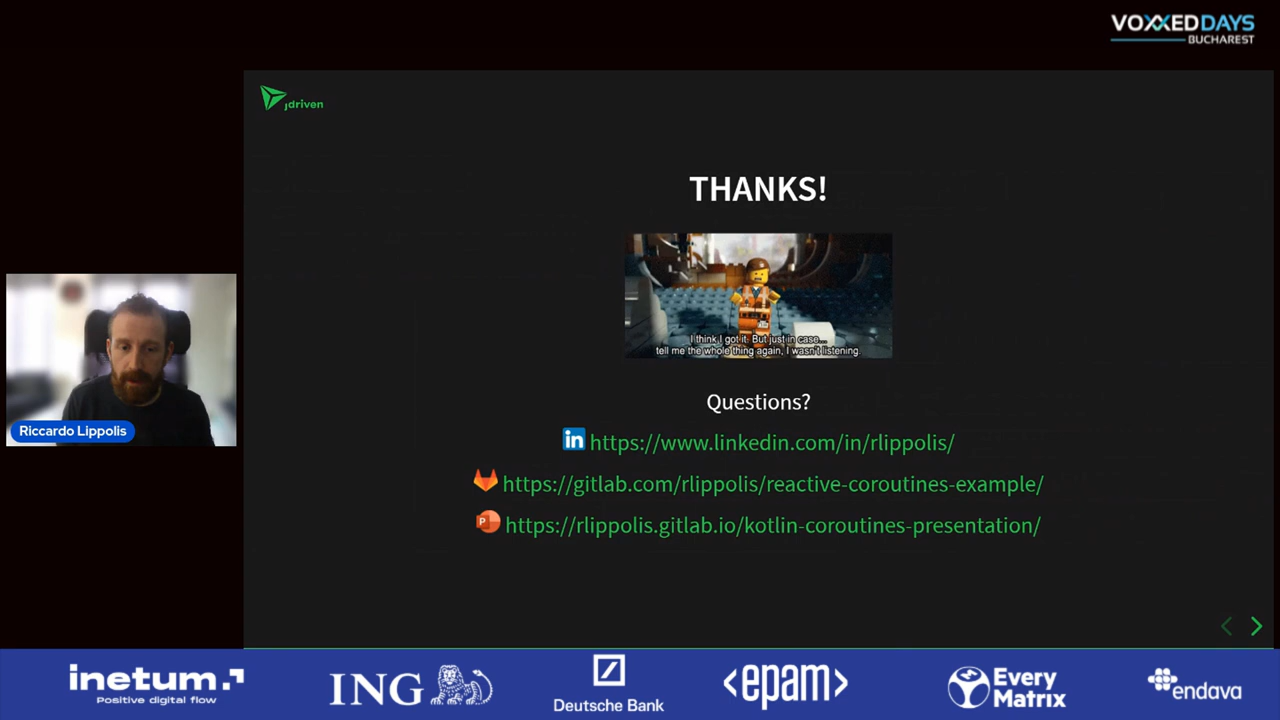 VOXXED DAYS
BUCHAREST
jdriven
THANKS!
I think I got it. But just in case...
tell me the whole thing again, I wasn't listening.
Questions?
in https://www.linkedin.com/in/rlippolis/
https://gitlab.com/rlippolis/reactive-coroutines-example/
P https://rlippolis.gitlab.io/kotlin-coroutines-presentation/
Riccardo Lippolis
inetum.
Positive digital flow
ING
Deutsche Bank
<epam>
Every
Matrix
endava